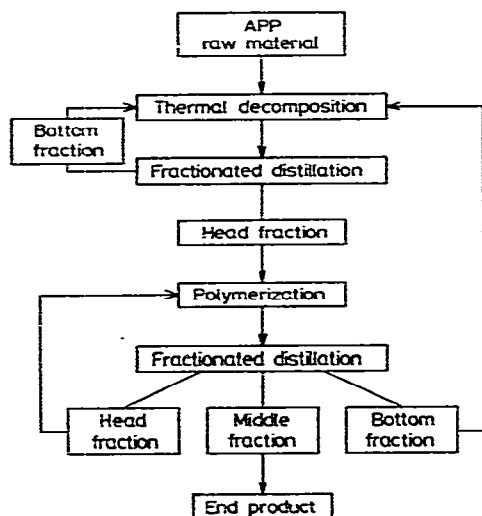 APP
raw material
Thermal decomposition
Bottom
fraction
Fractionated distillation
Head fraction
Polymerization
Fractionated distillation
Head
fraction
Middle
fraction
Bottom
fraction
End product